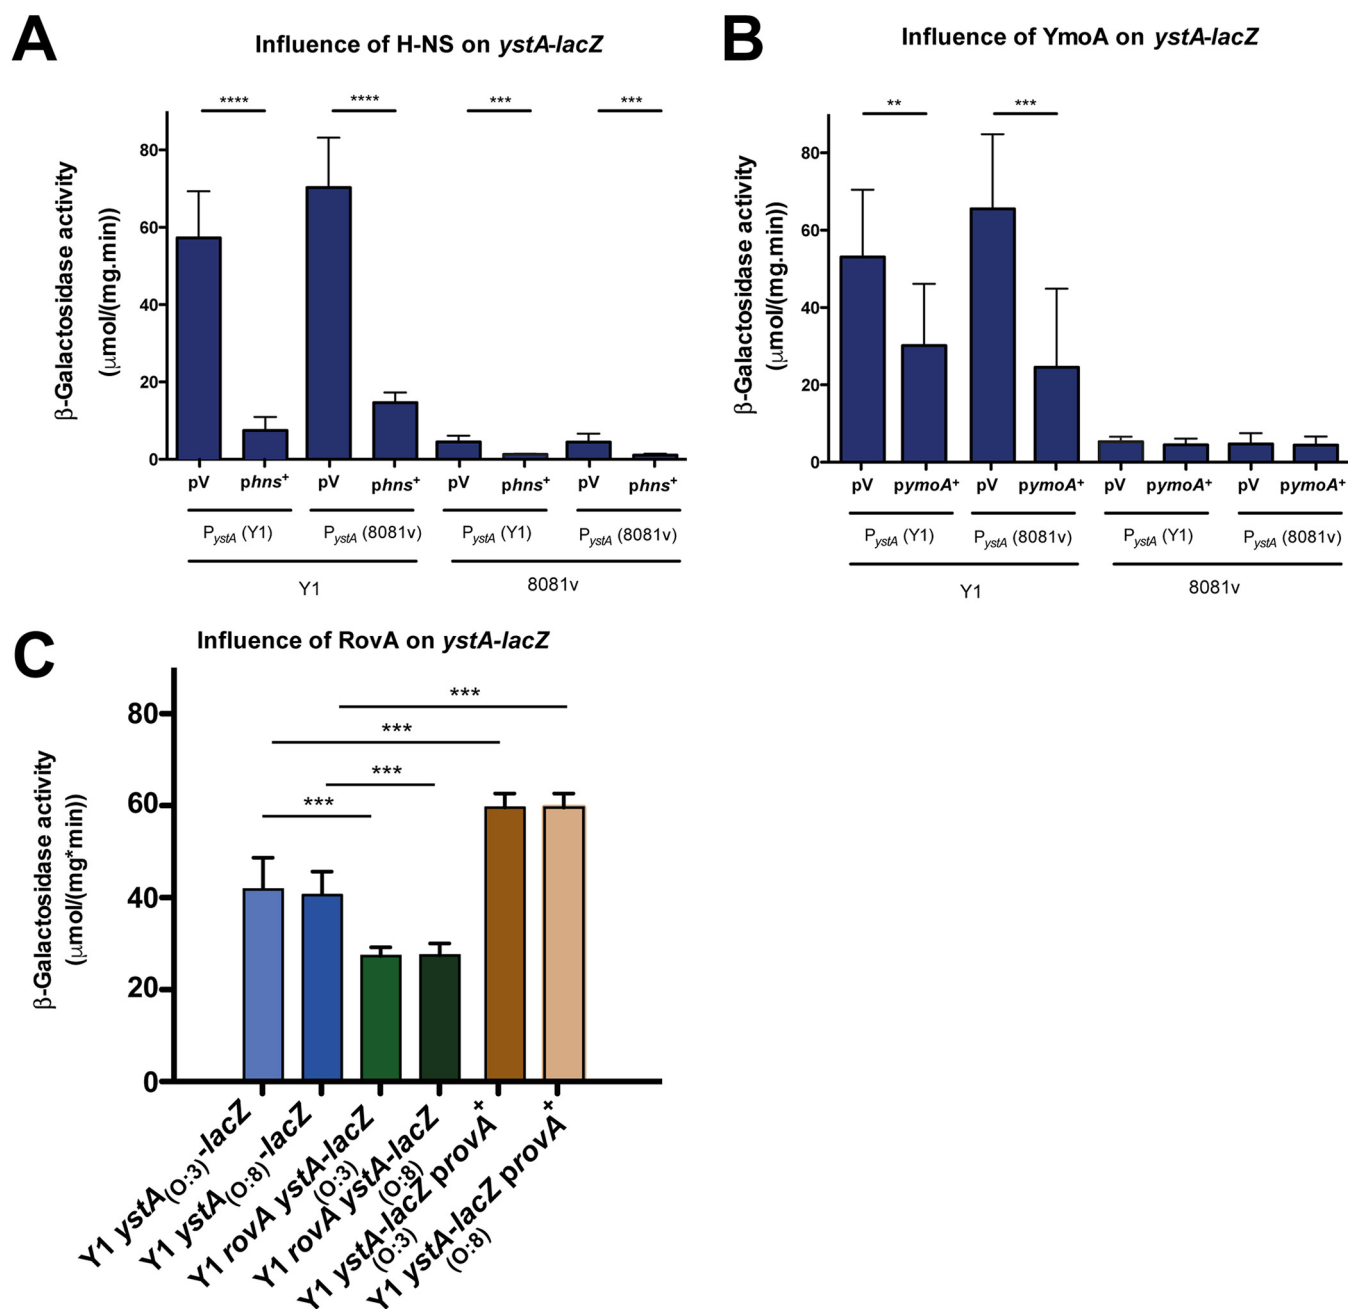 A
Influence of H-NS on ystA-lacZ
β-Galactosidase activity
(μmol/(mg.min))
**** **** *** ***
80
60
40
20
0
pV phns+ pV phns+ pV phns+ pV phns+
PystA (Y1) PystA (8081v) PystA (Y1) PystA (8081v)
Y1 8081v
B
Influence of YmoA on ystA-lacZ
β-Galactosidase activity
(μmol/(mg.min))
** ***
80
60
40
20
0
pV pymoA+ pV pymoA+ pV pymoA+ pV pymoA+
PystA (Y1) PystA (8081v) PystA (Y1) PystA (8081v)
Y1 8081v
C
Influence of RovA on ystA-lacZ
β-Galactosidase activity
(μmol/(mg*min))
***
***
***
***
80
60
40
20
0
Y1 ystA(O:3)-lacZ
Y1 ystA(O:8)-lacZ
Y1 rovA ystA-lacZ
(O:3)
Y1 rovA ystA-lacZ
(O:8)
Y1 ystA-lacZ provA+
(O:3)
Y1 ystA-lacZ provA+
(O:8)